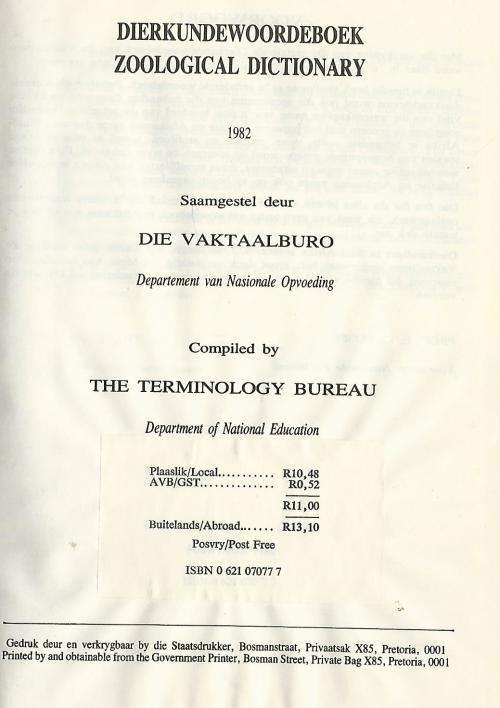 DIERKUNDEWOORDEBOEK
ZOOLOGICAL DICTIONARY
1982
Saamgestel deur
DIE VAKTAALBURO
Departement van Nasionale Opvoeding
Compiled by
THE TERMINOLOGY BUREAU
Department of National Education
Plaaslik/Local........... R10,48
AVB/GST.............. R0,52
R11,00
Buitelands/Abroad....... R13,10
Posvry/Post Free
ISBN 0 621 07077 7
Gedruk deur en verkrygbaar by die Staatsdrukker, Bosmanstraat, Privaatsak X85, Pretoria, 0001
Printed by and obtainable from the Government Printer, Bosman Street, Private Bag X85, Pretoria, 0001